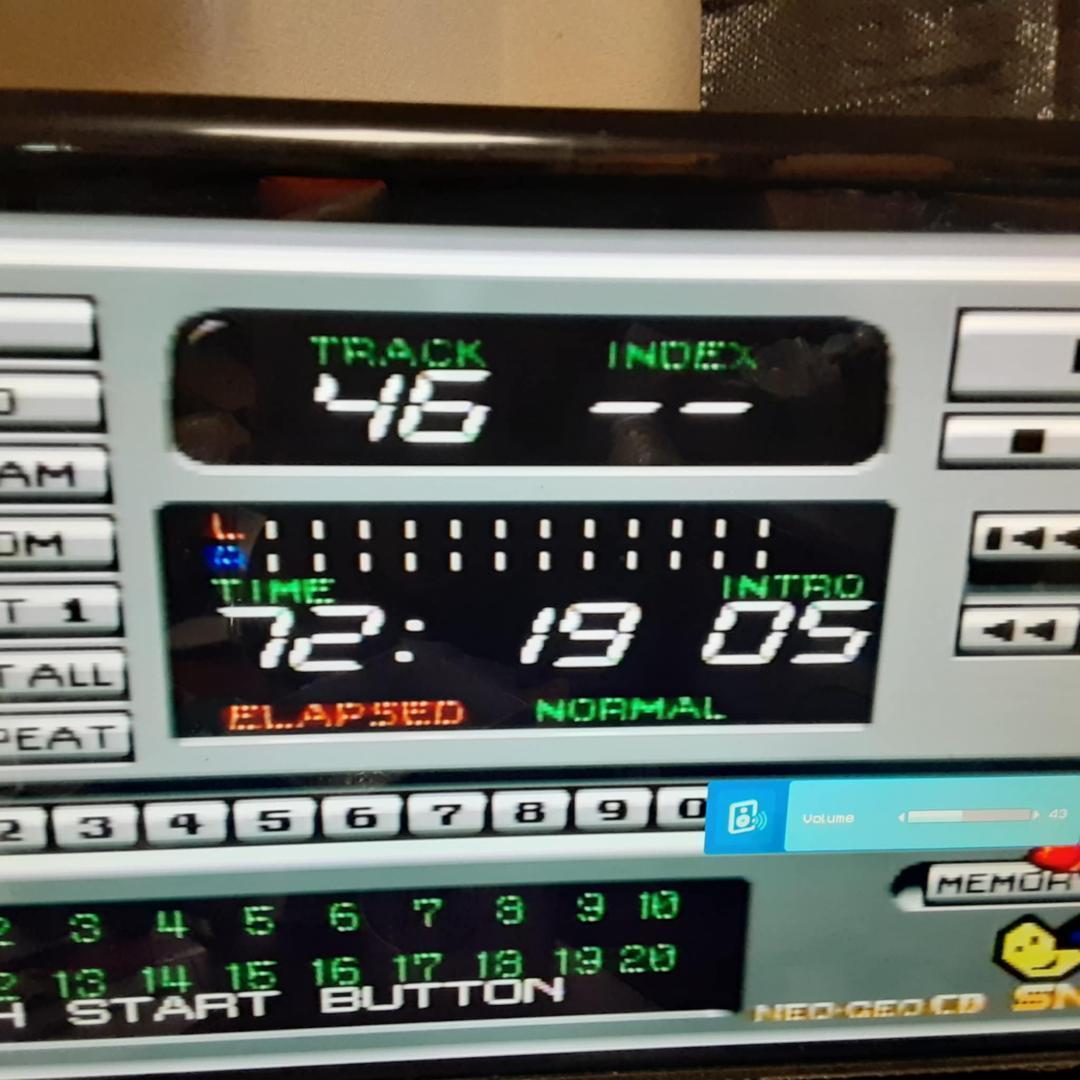 TRACK INDEX
46 --
AM
OM
L
R
TIME INTRO
T 1
72: 19 05
T ALL
ELAPSED NORMAL
PEAT
2 3 4 5 6 7 8 9 0
Volume 43
MEMOR
2 3 4 5 6 7 8 9 10
13 14 15 16 17 18 19 20
H START BUTTON
NEO·GEO CD SN